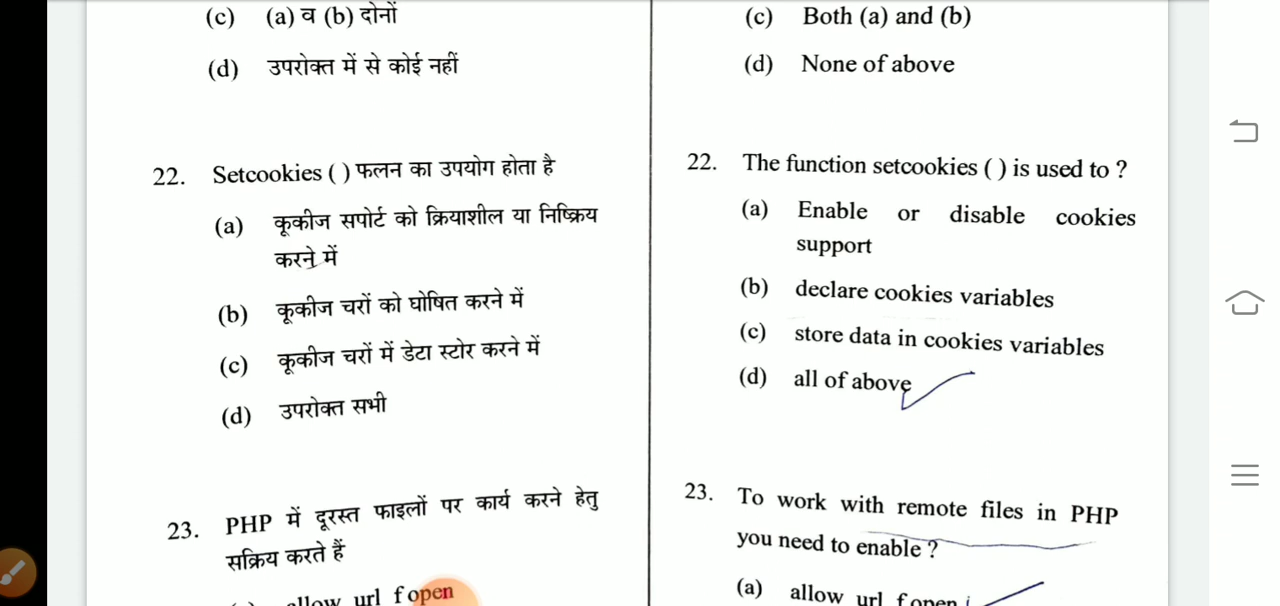 (c) (a) व (b) दोनों
(d) उपरोक्त में से कोई नहीं
22. Setcookies ( ) फलन का उपयोग होता है
(a) कूकीज सपोर्ट को क्रियाशील या निष्क्रिय
करने में
(b) कूकीज चरों को घोषित करने में
(c) कूकीज चरों में डेटा स्टोर करने में
(d) उपरोक्त सभी
23. PHP में दूरस्त फाइलों पर कार्य करने हेतु
सक्रिय करते हैं
allow url fopen
(c) Both (a) and (b)
(d) None of above
22. The function setcookies ( ) is used to ?
(a) Enable or disable cookies
support
(b) declare cookies variables
(c) store data in cookies variables
(d) all of above
23. To work with remote files in PHP
you need to enable ?
(a) allow url fopen